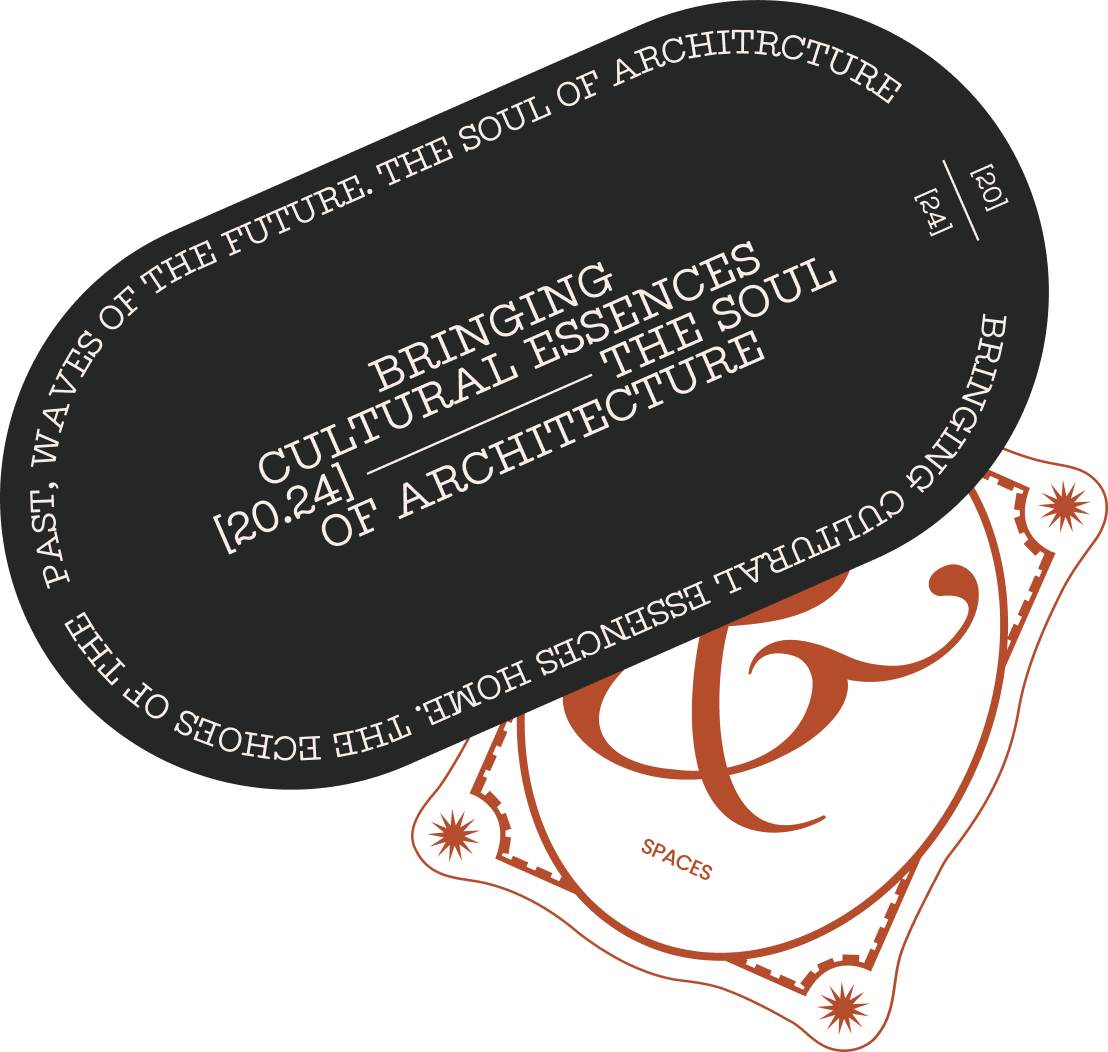 BRINGING
CULTURAL ESSENCES
[20.24] — THE SOUL
OF ARCHITECTURE
THE ECHOES OF THE PAST, WAVES OF THE FUTURE. THE SOUL OF ARCHITRCTURE
[20]
[24]
BRINGING CULTURAL ESSENCES HOME.
&
SPACES